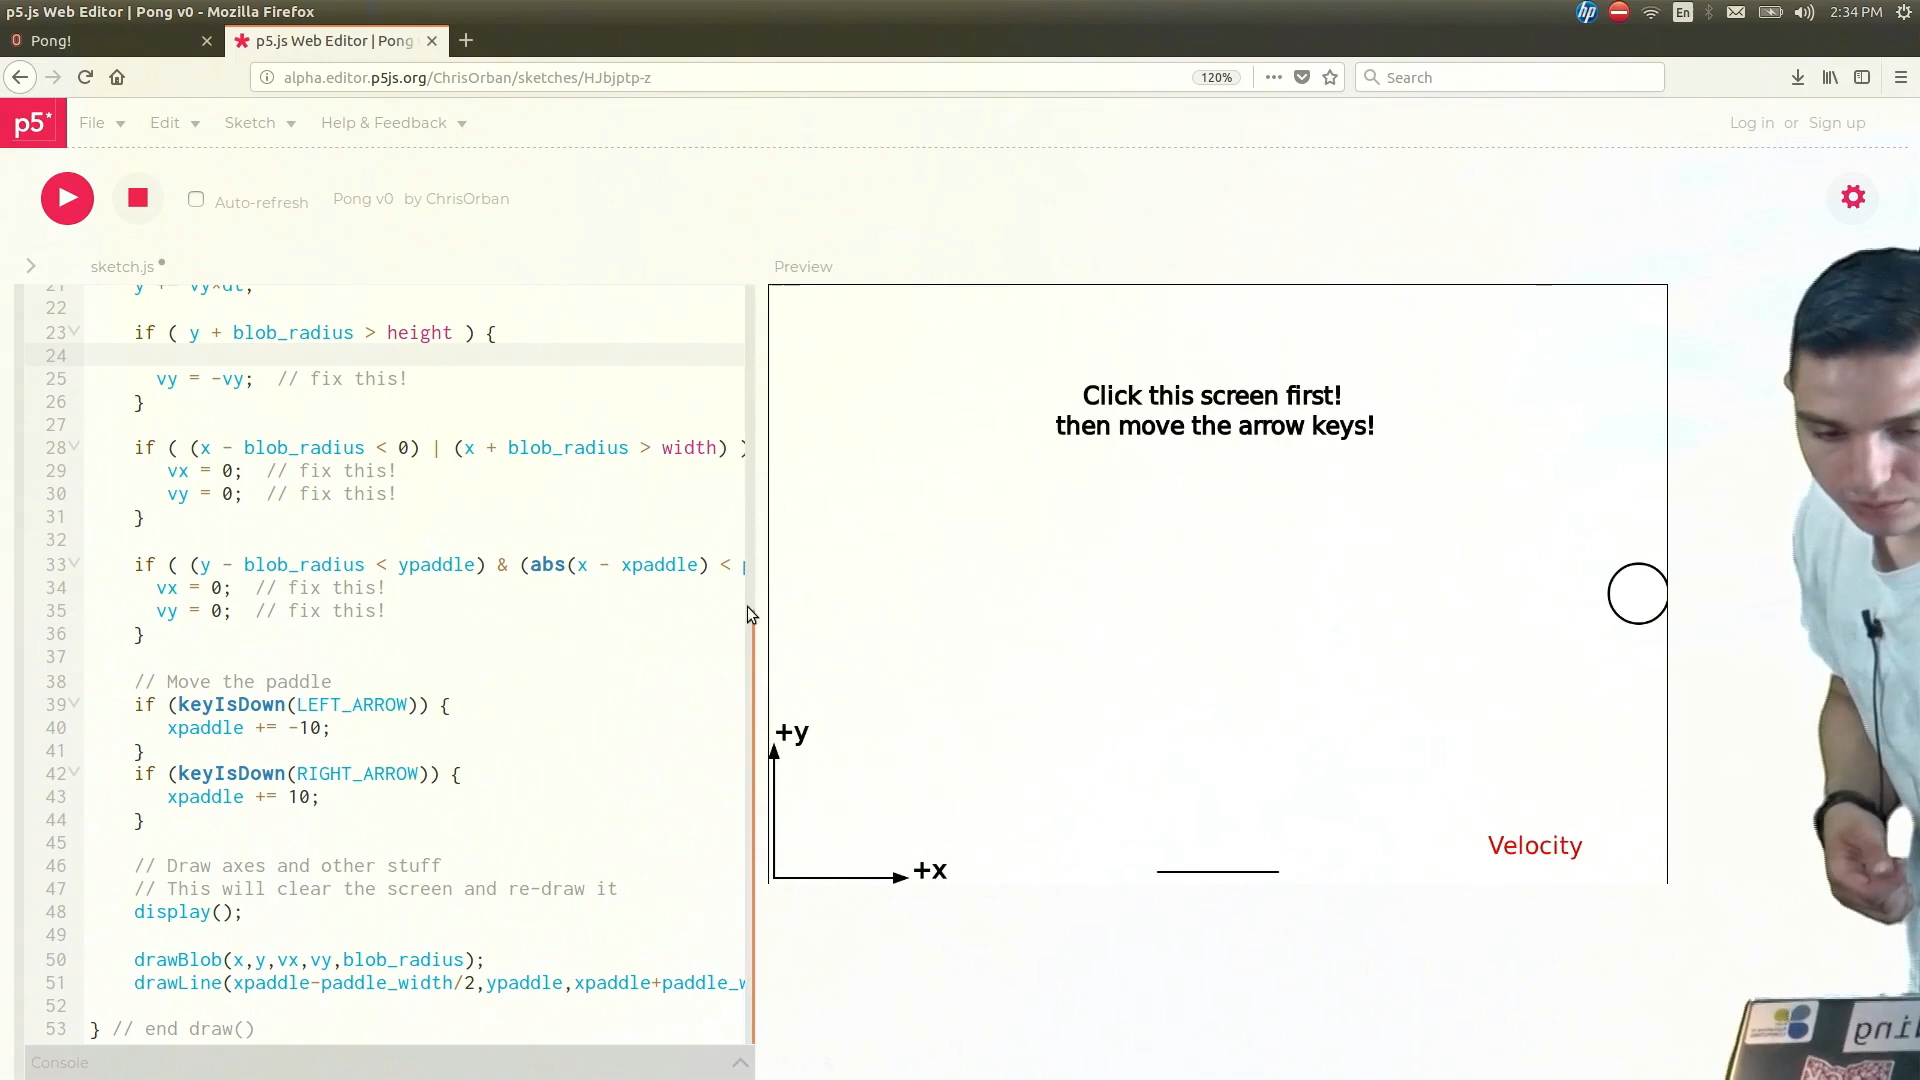 p5.js Web Editor | Pong v0 - Mozilla Firefox
En
2:34 PM
Pong!
p5.js Web Editor | Pong
alpha.editor.p5js.org/ChrisOrban/sketches/HJbjptp-z
120%
Search
p5*
File
Edit
Sketch
Help & Feedback
Log in or Sign up
Auto-refresh
Pong v0 by ChrisOrban
sketch.js
Preview
21 y += vy*dt;
22
23 if ( y + blob_radius > height ) {
24
25 vy = -vy; // fix this!
26 }
27
28 if ( (x - blob_radius < 0) | (x + blob_radius > width) )
29 vx = 0; // fix this!
30 vy = 0; // fix this!
31 }
32
33 if ( (y - blob_radius < ypaddle) & (abs(x - xpaddle) < p
34 vx = 0; // fix this!
35 vy = 0; // fix this!
36 }
37
38 // Move the paddle
39 if (keyIsDown(LEFT_ARROW)) {
40 xpaddle += -10;
41 }
42 if (keyIsDown(RIGHT_ARROW)) {
43 xpaddle += 10;
44 }
45
46 // Draw axes and other stuff
47 // This will clear the screen and re-draw it
48 display();
49
50 drawBlob(x,y,vx,vy,blob_radius);
51 drawLine(xpaddle-paddle_width/2,ypaddle,xpaddle+paddle_w
52
53 } // end draw()
Console
Click this screen first!
then move the arrow keys!
+y
+x
Velocity